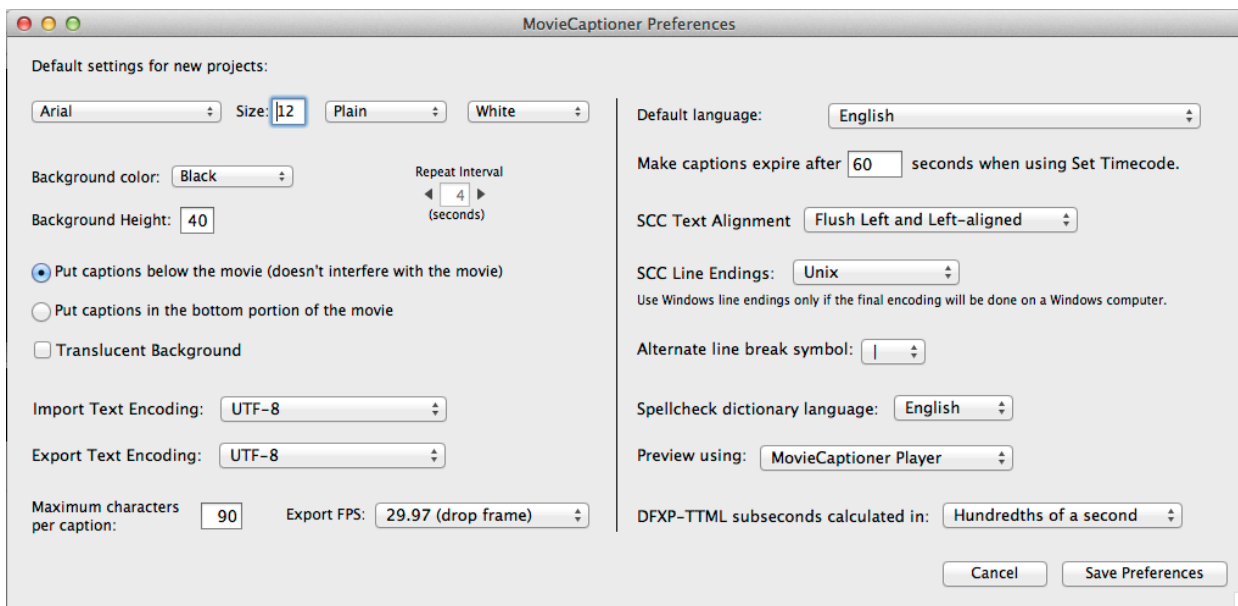 MovieCaptioner Preferences
Default settings for new projects:
Arial Size: 12 Plain White
Background color: Black
Repeat Interval
4
(seconds)
Background Height: 40
Put captions below the movie (doesn't interfere with the movie)
Put captions in the bottom portion of the movie
Translucent Background
Import Text Encoding: UTF-8
Export Text Encoding: UTF-8
Maximum characters
per caption: 90
Export FPS: 29.97 (drop frame)
Default language: English
Make captions expire after 60 seconds when using Set Timecode.
SCC Text Alignment Flush Left and Left-aligned
SCC Line Endings: Unix
Use Windows line endings only if the final encoding will be done on a Windows computer.
Alternate line break symbol: |
Spellcheck dictionary language: English
Preview using: MovieCaptioner Player
DFXP-TTML subseconds calculated in: Hundredths of a second
Cancel Save Preferences